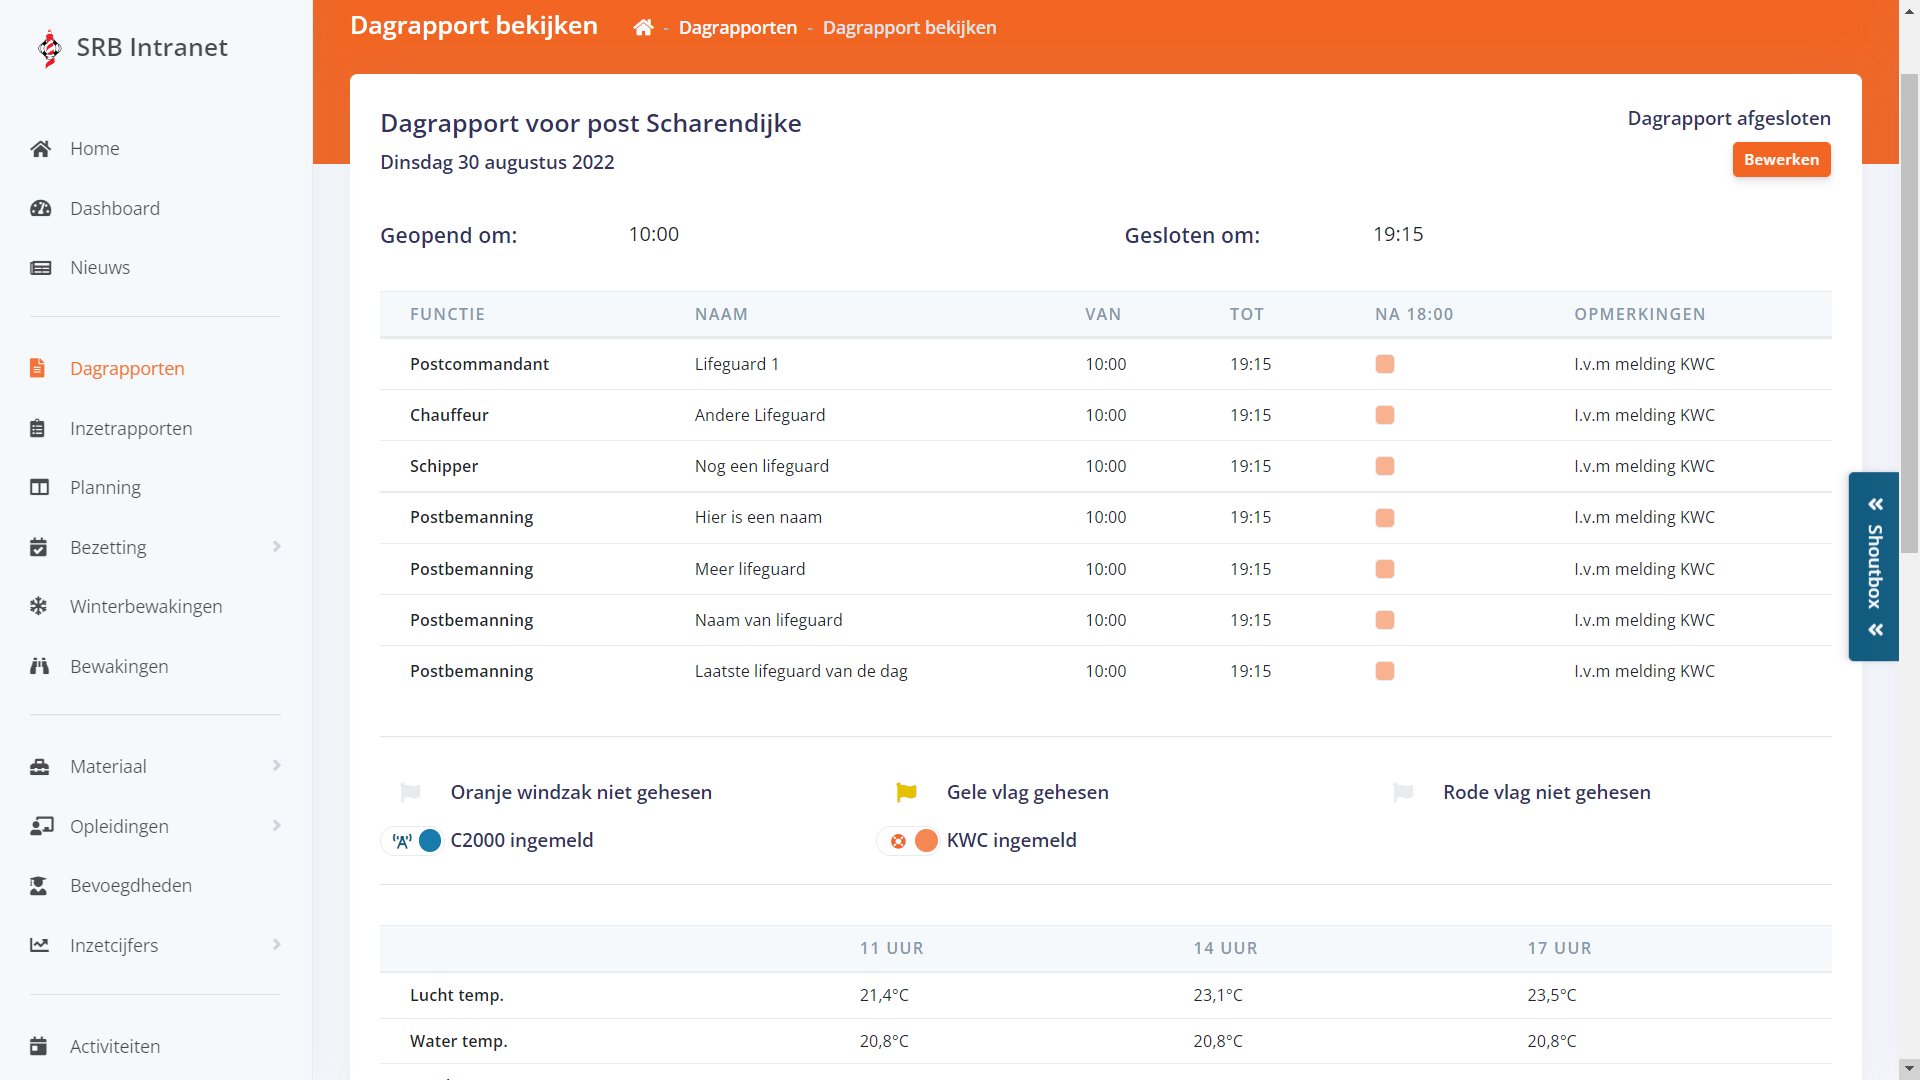 SRB Intranet
Home
Dashboard
Nieuws
Dagrapporten
Inzetrapporten
Planning
Bezetting
Winterbewakingen
Bewakingen
Materiaal
Opleidingen
Bevoegdheden
Inzetcijfers
Activiteiten
Dagrapport bekijken - Dagrapporten - Dagrapport bekijken
Dagrapport voor post Scharendijke
Dinsdag 30 augustus 2022
Dagrapport afgesloten
Bewerken
Geopend om: 10:00 Gesloten om: 19:15
FUNCTIE NAAM VAN TOT NA 18:00 OPMERKINGEN
Postcommandant Lifeguard 1 10:00 19:15 I.v.m melding KWC
Chauffeur Andere Lifeguard 10:00 19:15 I.v.m melding KWC
Schipper Nog een lifeguard 10:00 19:15 I.v.m melding KWC
Postbemanning Hier is een naam 10:00 19:15 I.v.m melding KWC
Postbemanning Meer lifeguard 10:00 19:15 I.v.m melding KWC
Postbemanning Naam van lifeguard 10:00 19:15 I.v.m melding KWC
Postbemanning Laatste lifeguard van de dag 10:00 19:15 I.v.m melding KWC
Oranje windzak niet gehesen Gele vlag gehesen Rode vlag niet gehesen
C2000 ingemeld KWC ingemeld
11 UUR 14 UUR 17 UUR
Lucht temp. 21,4°C 23,1°C 23,5°C
Water temp. 20,8°C 20,8°C 20,8°C
« Shoutbox «